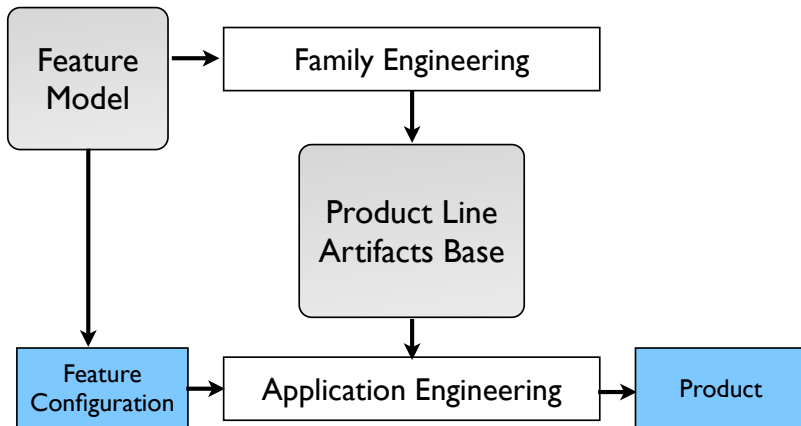 Feature
Model
Family Engineering
Product Line
Artifacts Base
Feature
Configuration
Application Engineering
Product